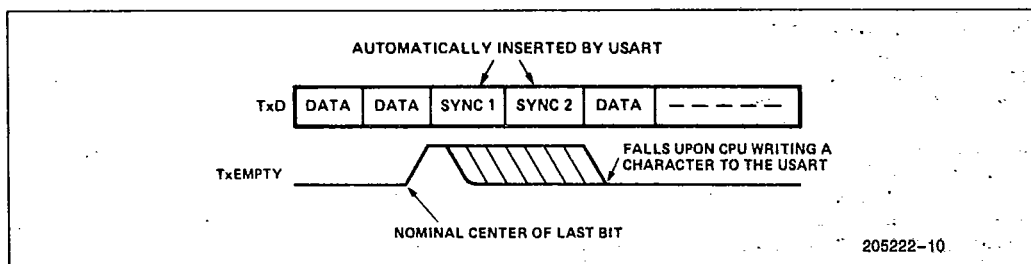 AUTOMATICALLY INSERTED BY USART
TxD DATA DATA SYNC 1 SYNC 2 DATA
FALLS UPON CPU WRITING A
CHARACTER TO THE USART
TxEMPTY
NOMINAL CENTER OF LAST BIT
205222-10